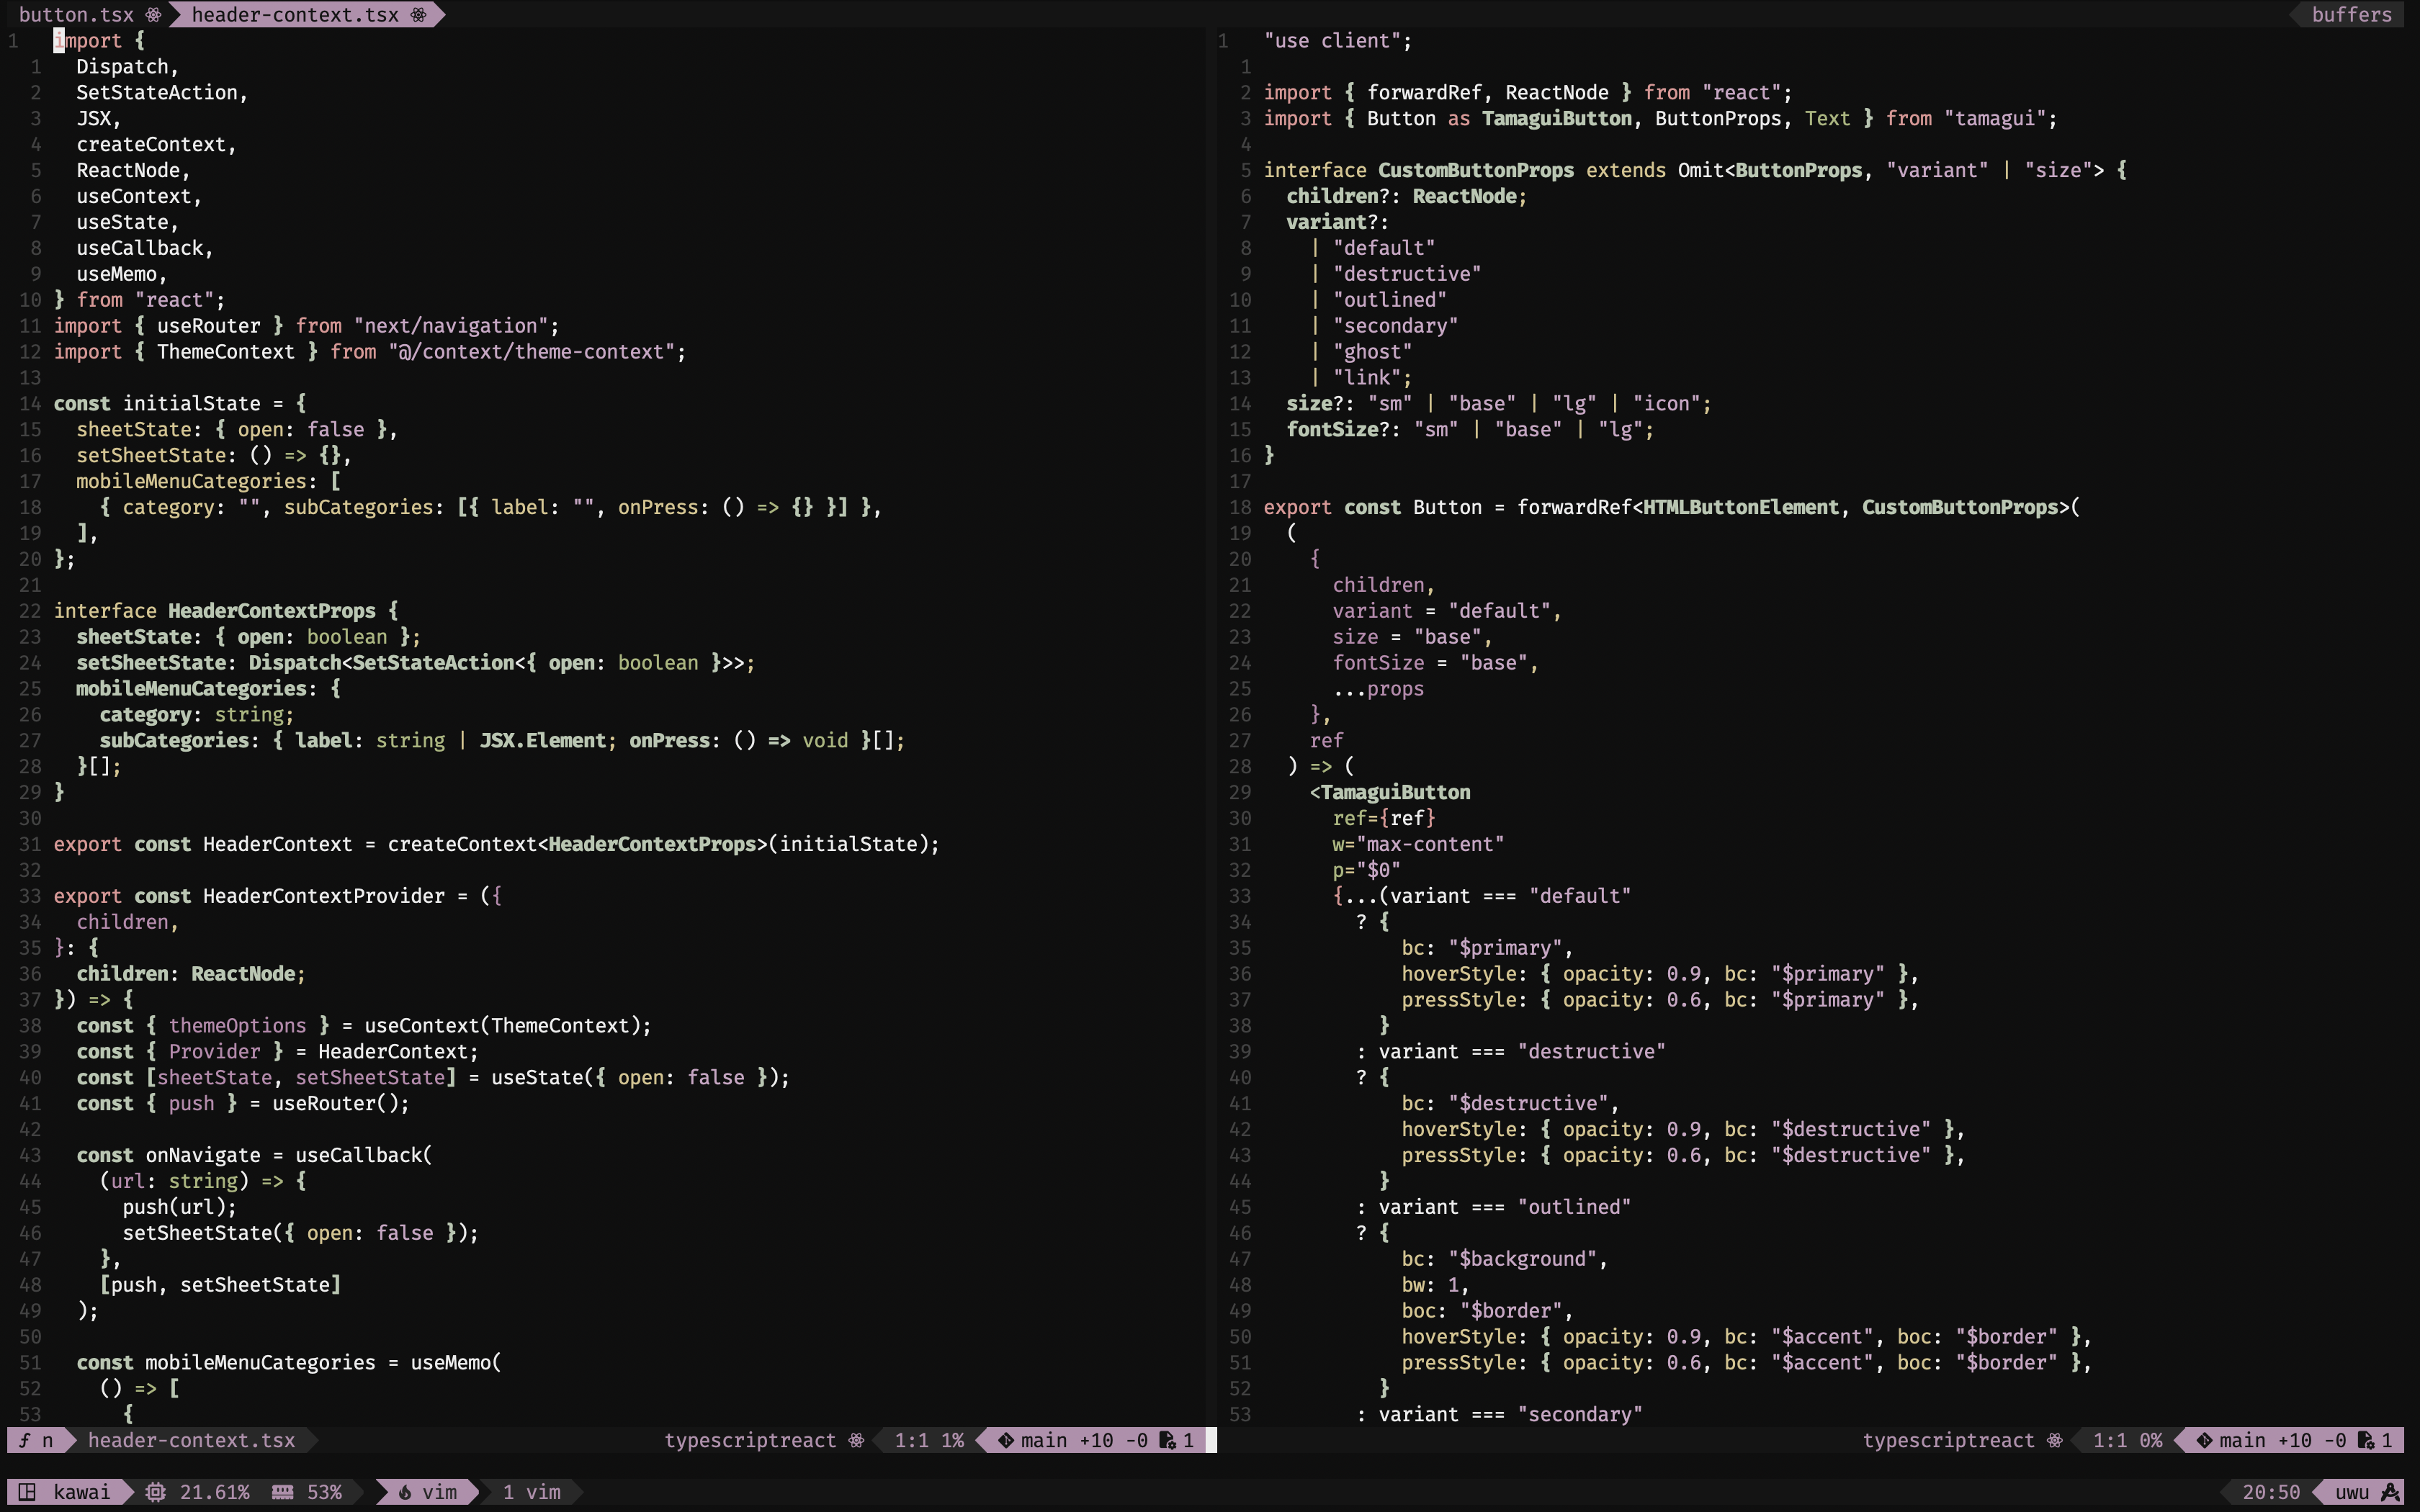 button.tsx header-context.tsx buffers
1 import {
1 Dispatch,
2 SetStateAction,
3 JSX,
4 createContext,
5 ReactNode,
6 useContext,
7 useState,
8 useCallback,
9 useMemo,
10 } from "react";
11 import { useRouter } from "next/navigation";
12 import { ThemeContext } from "@/context/theme-context";
13
14 const initialState = {
15 sheetState: { open: false },
16 setSheetState: () => {},
17 mobileMenuCategories: [
18 { category: "", subCategories: [{ label: "", onPress: () => {} }] },
19 ],
20 };
21
22 interface HeaderContextProps {
23 sheetState: { open: boolean };
24 setSheetState: Dispatch<SetStateAction<{ open: boolean }>>;
25 mobileMenuCategories: {
26 category: string;
27 subCategories: { label: string | JSX.Element; onPress: () => void }[];
28 }[];
29 }
30
31 export const HeaderContext = createContext<HeaderContextProps>(initialState);
32
33 export const HeaderContextProvider = ({
34 children,
35 }: {
36 children: ReactNode;
37 }) => {
38 const { themeOptions } = useContext(ThemeContext);
39 const { Provider } = HeaderContext;
40 const [sheetState, setSheetState] = useState({ open: false });
41 const { push } = useRouter();
42
43 const onNavigate = useCallback(
44 (url: string) => {
45 push(url);
46 setSheetState({ open: false });
47 },
48 [push, setSheetState]
49 );
50
51 const mobileMenuCategories = useMemo(
52 () => [
53 {
f n header-context.tsx typescriptreact 1:1 1% main +10 -0 1
1 "use client";
1
2 import { forwardRef, ReactNode } from "react";
3 import { Button as TamaguiButton, ButtonProps, Text } from "tamagui";
4
5 interface CustomButtonProps extends Omit<ButtonProps, "variant" | "size"> {
6 children?: ReactNode;
7 variant?:
8 | "default"
9 | "destructive"
10 | "outlined"
11 | "secondary"
12 | "ghost"
13 | "link";
14 size?: "sm" | "base" | "lg" | "icon";
15 fontSize?: "sm" | "base" | "lg";
16 }
17
18 export const Button = forwardRef<HTMLButtonElement, CustomButtonProps>(
19 (
20 {
21 children,
22 variant = "default",
23 size = "base",
24 fontSize = "base",
25 ...props
26 },
27 ref
28 ) => (
29 <TamaguiButton
30 ref={ref}
31 w="max-content"
32 p="$0"
33 {...(variant === "default"
34 ? {
35 bc: "$primary",
36 hoverStyle: { opacity: 0.9, bc: "$primary" },
37 pressStyle: { opacity: 0.6, bc: "$primary" },
38 }
39 : variant === "destructive"
40 ? {
41 bc: "$destructive",
42 hoverStyle: { opacity: 0.9, bc: "$destructive" },
43 pressStyle: { opacity: 0.6, bc: "$destructive" },
44 }
45 : variant === "outlined"
46 ? {
47 bc: "$background",
48 bw: 1,
49 boc: "$border",
50 hoverStyle: { opacity: 0.9, bc: "$accent", boc: "$border" },
51 pressStyle: { opacity: 0.6, bc: "$accent", boc: "$border" },
52 }
53 : variant === "secondary"
typescriptreact 1:1 0% main +10 -0 1
kawai 21.61% 53% vim 1 vim 20:50 uwu